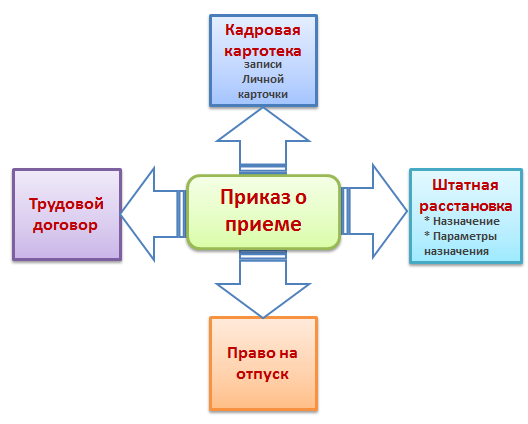 Кадровая
картотека
записи
Личной
карточки
Трудовой
договор
Приказ о
приеме
Штатная
расстановка
* Назначение
* Параметры
назначения
Право на
отпуск